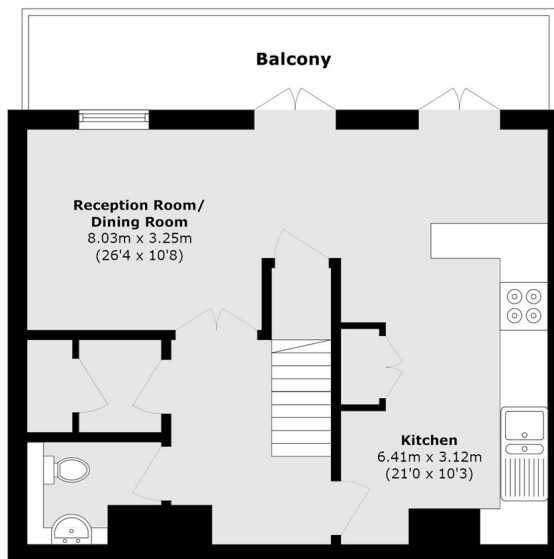 Balcony
Reception Room/
Dining Room
8.03m x 3.25m
(26'4 x 10'8)
Kitchen
6.41m x 3.12m
(21'0 x 10'3)